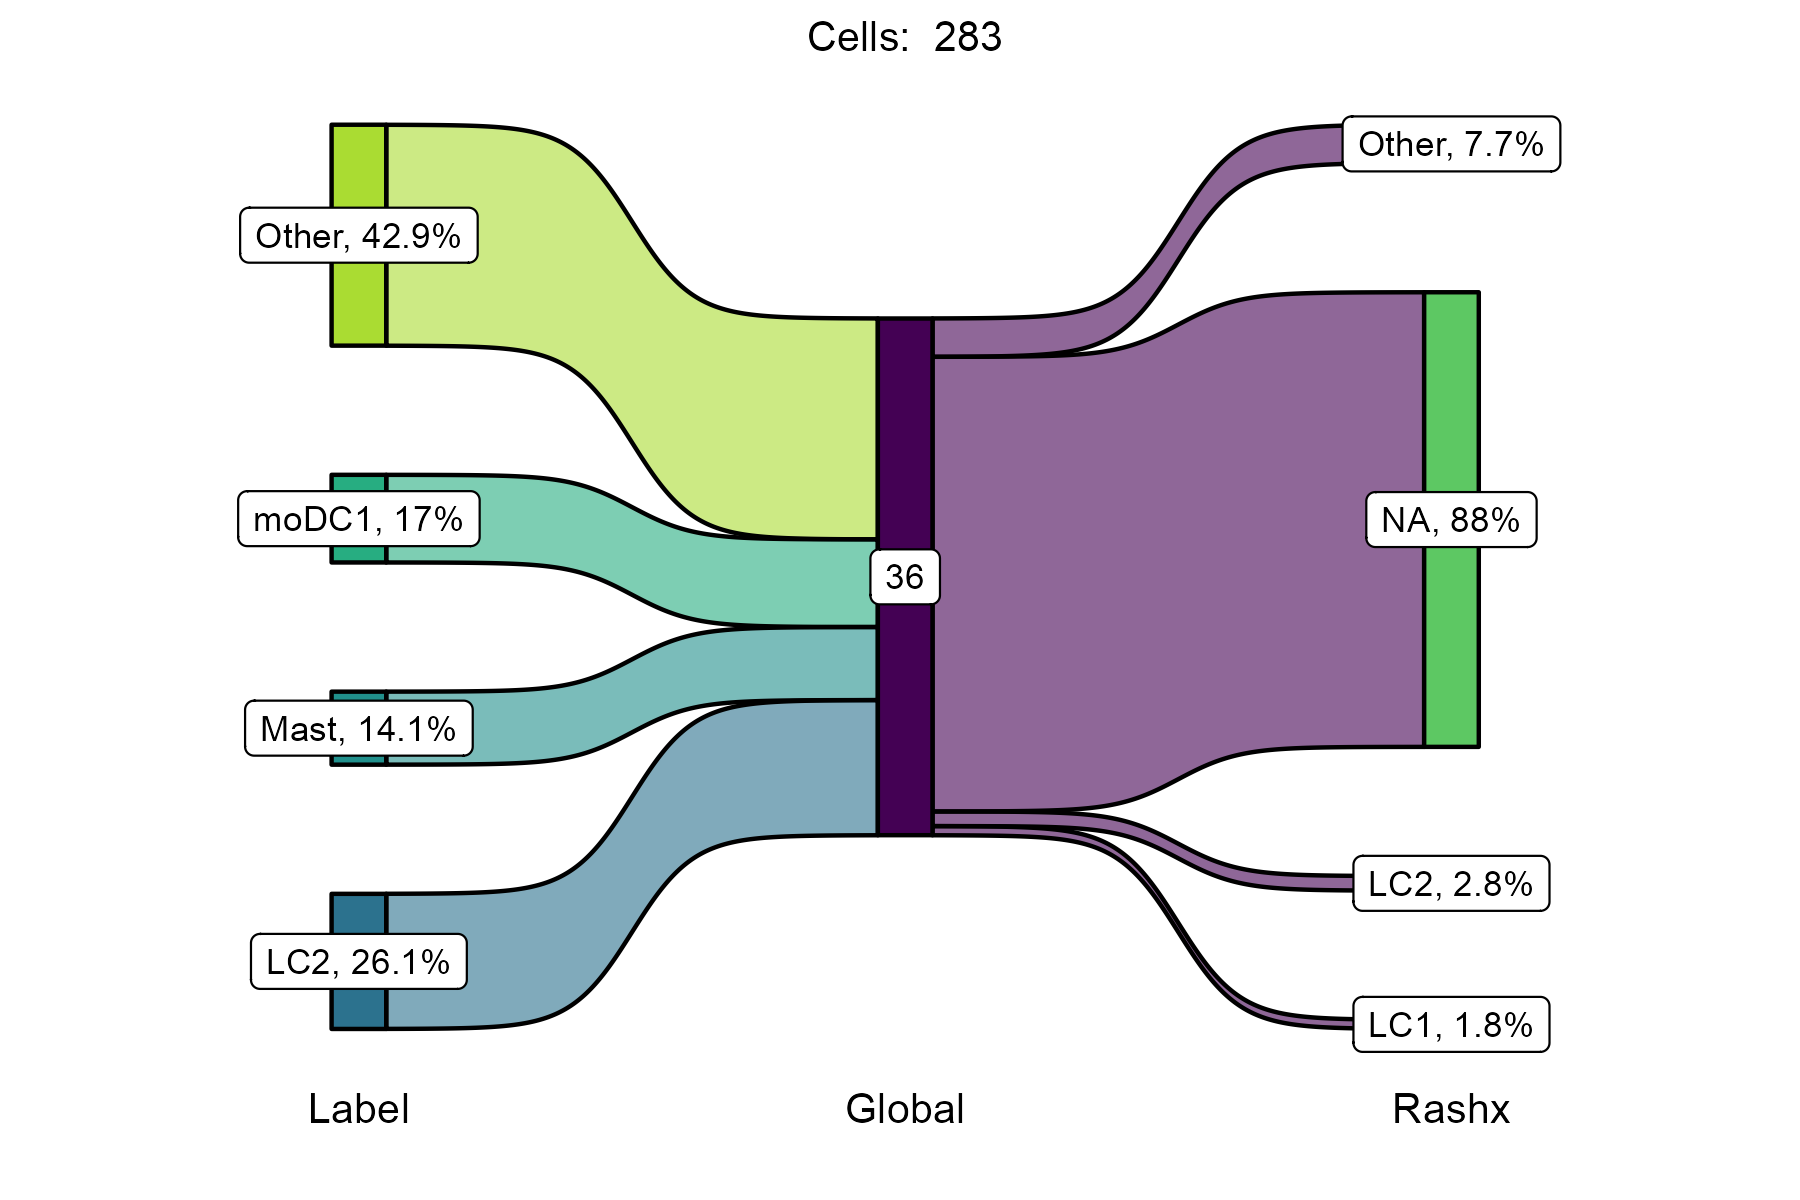 Cells:  283
Other, 42.9%
moDC1, 17%
Mast, 14.1%
LC2, 26.1%
36
Other, 7.7%
NA, 88%
LC2, 2.8%
LC1, 1.8%
Label
Global
Rashx